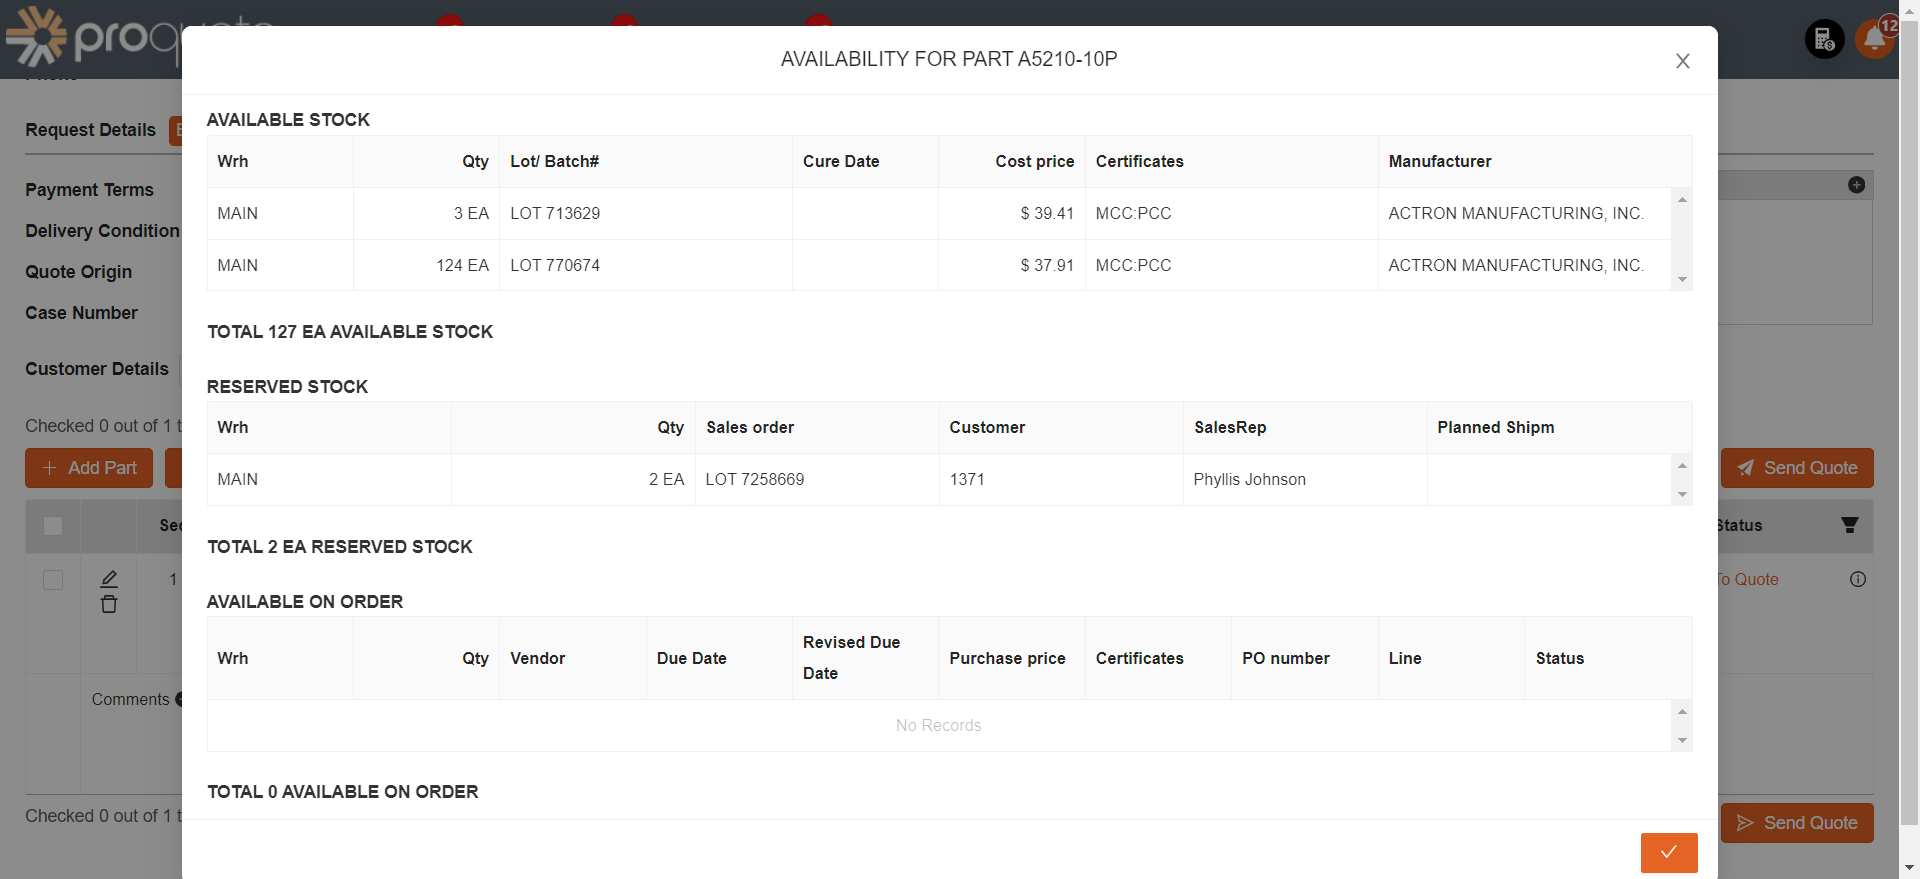 proquote
12
AVAILABILITY FOR PART A5210-10P
Request Details
Payment Terms
Delivery Condition
Quote Origin
Case Number
Customer Details
Checked 0 out of 1 t
Add Part
Send Quote
Sec
Status
1
To Quote
Comments
Checked 0 out of 1 t
Send Quote
AVAILABLE STOCK
Wrh Qty Lot/ Batch# Cure Date Cost price Certificates Manufacturer
MAIN 3 EA LOT 713629 $ 39.41 MCC:PCC ACTRON MANUFACTURING, INC.
MAIN 124 EA LOT 770674 $ 37.91 MCC:PCC ACTRON MANUFACTURING, INC.
TOTAL 127 EA AVAILABLE STOCK
RESERVED STOCK
Wrh Qty Sales order Customer SalesRep Planned Shipm
MAIN 2 EA LOT 7258669 1371 Phyllis Johnson
TOTAL 2 EA RESERVED STOCK
AVAILABLE ON ORDER
Wrh Qty Vendor Due Date Revised Due Date Purchase price Certificates PO number Line Status
No Records
TOTAL 0 AVAILABLE ON ORDER